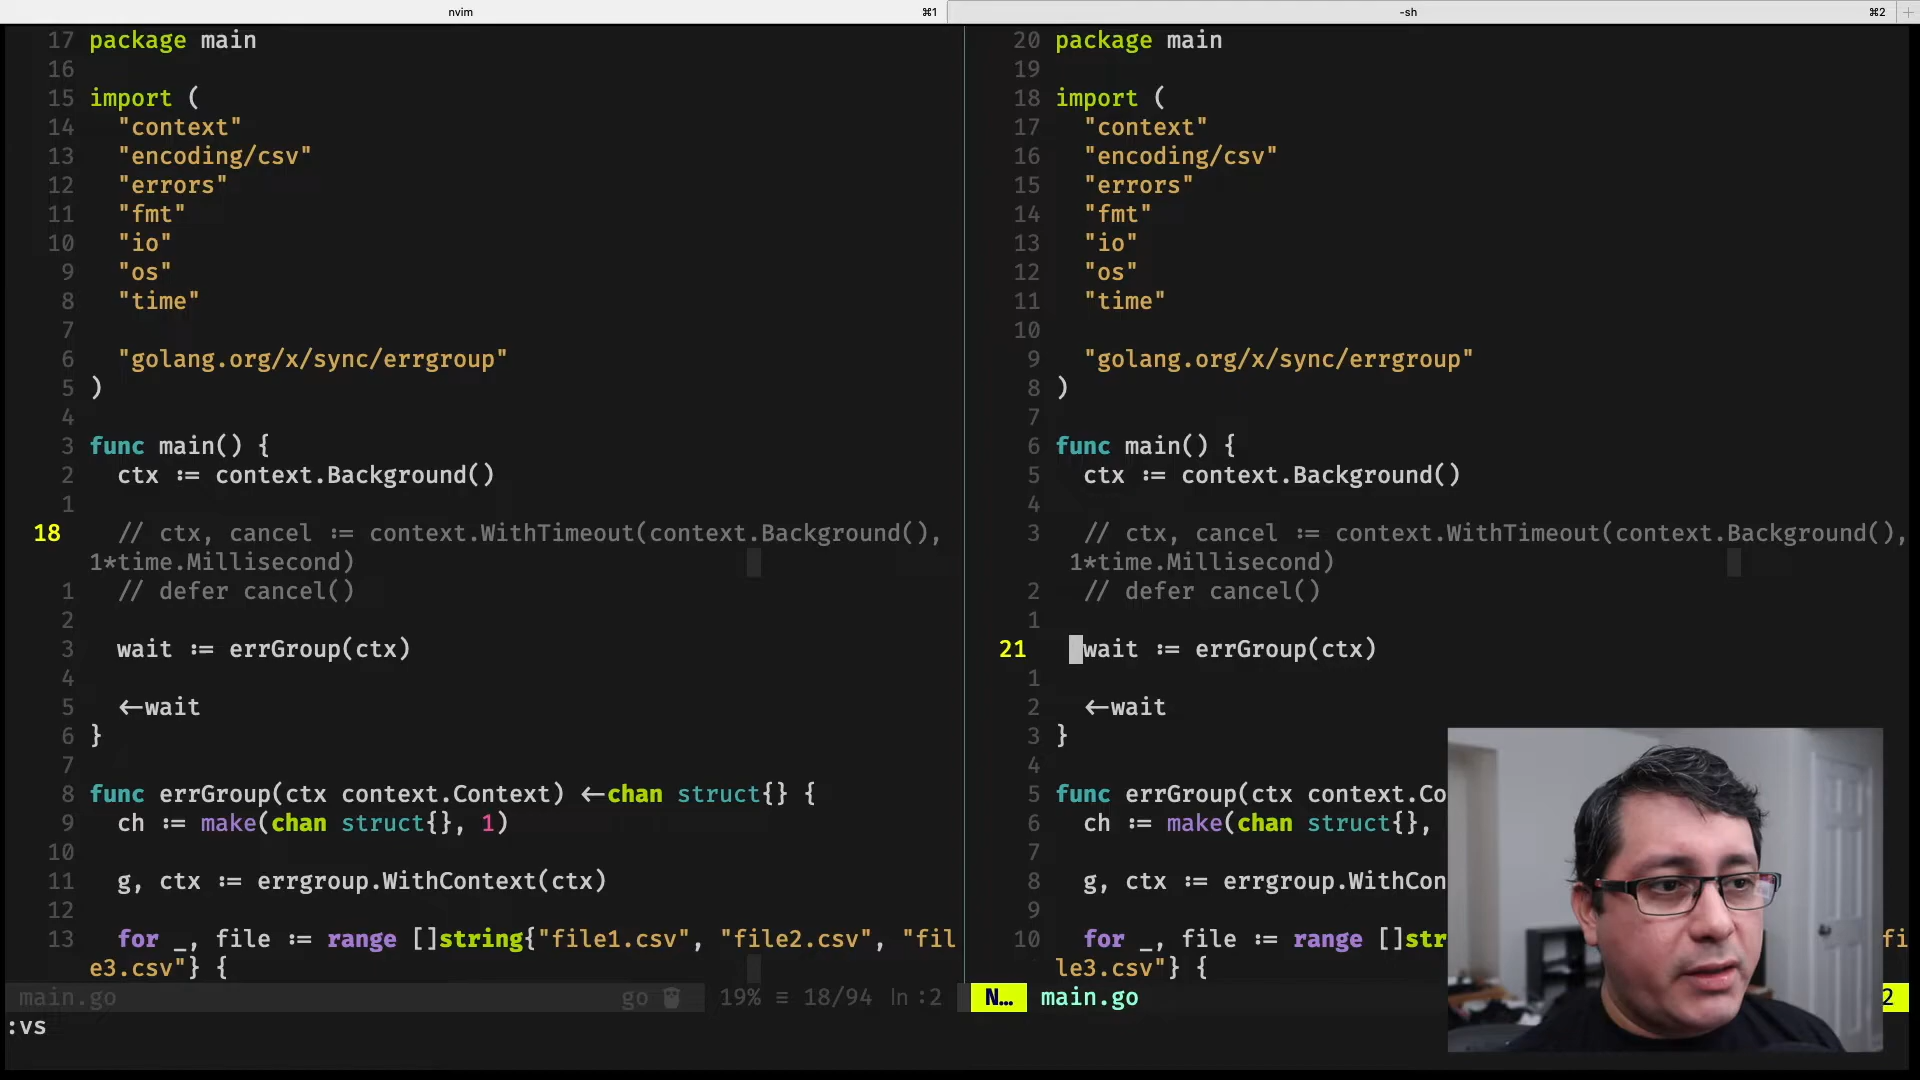 nvim ⌘1 -sh ⌘2 +
17 package main
16
15 import (
14 "context"
13 "encoding/csv"
12 "errors"
11 "fmt"
10 "io"
9 "os"
8 "time"
7
6 "golang.org/x/sync/errgroup"
5 )
4
3 func main() {
2 ctx := context.Background()
1
18 // ctx, cancel := context.WithTimeout(context.Background(),
1*time.Millisecond)
1 // defer cancel()
2
3 wait := errGroup(ctx)
4
5 <-wait
6 }
7
8 func errGroup(ctx context.Context) <-chan struct{} {
9 ch := make(chan struct{}, 1)
10
11 g, ctx := errgroup.WithContext(ctx)
12
13 for _, file := range []string{"file1.csv", "file2.csv", "fil
e3.csv"} {
main.go go 19% ≡ 18/94 ln :2
:vs
20 package main
19
18 import (
17 "context"
16 "encoding/csv"
15 "errors"
14 "fmt"
13 "io"
12 "os"
11 "time"
10
9 "golang.org/x/sync/errgroup"
8 )
7
6 func main() {
5 ctx := context.Background()
4
3 // ctx, cancel := context.WithTimeout(context.Background(),
1*time.Millisecond)
2 // defer cancel()
1
21 wait := errGroup(ctx)
1
2 <-wait
3 }
4
5 func errGroup(ctx context.Co
6 ch := make(chan struct{},
7
8 g, ctx := errgroup.WithCon
9
10 for _, file := range []str fi
le3.csv"} {
N… main.go 2